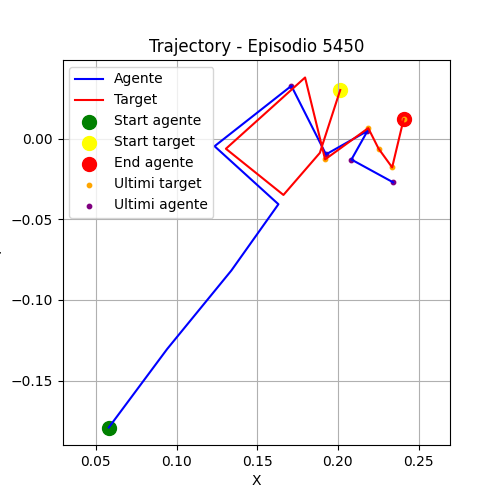 Trajectory - Episodio 5450
Agente
Target
Start agente
Start target
End agente
Ultimi target
Ultimi agente
0.00
−0.05
−0.10
−0.15
0.05 0.10 0.15 0.20 0.25
X